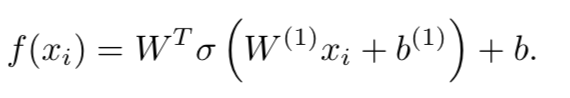 f(x_i) = W^T σ (W^{(1)} x_i + b^{(1)}) + b.